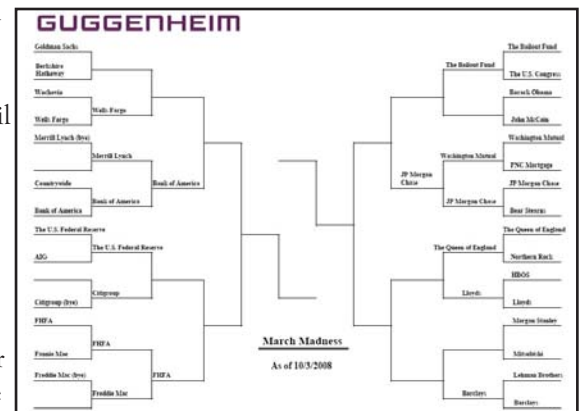 GUGGENHEIM
Goldman Sachs
Berkshire
Hathaway
Wachovia
Wells Fargo
Wells Fargo
Merrill Lynch (bye)
Merrill Lynch
Bank of America
Countrywide
Bank of America
Bank of America
The U.S. Federal Reserve
The U.S. Federal Reserve
AIG
Citigroup
Citigroup (bye)
FHFA
FHFA
Fannie Mae
FHFA
Freddie Mac (bye)
Freddie Mac
The Bailout Fund
The Bailout Fund
The U.S. Congress
Barack Obama
John McCain
Washington Mutual
Washington Mutual
PNC Mortgage
JP Morgan
Chase
JP Morgan Chase
JP Morgan Chase
Bear Stearns
The Queen of England
The Queen of England
Northern Rock
HBOS
Lloyds
Lloyds
Morgan Stanley
Mitsubishi
Lehman Brothers
Barclays
Barclays
March Madness
As of 10/3/2008